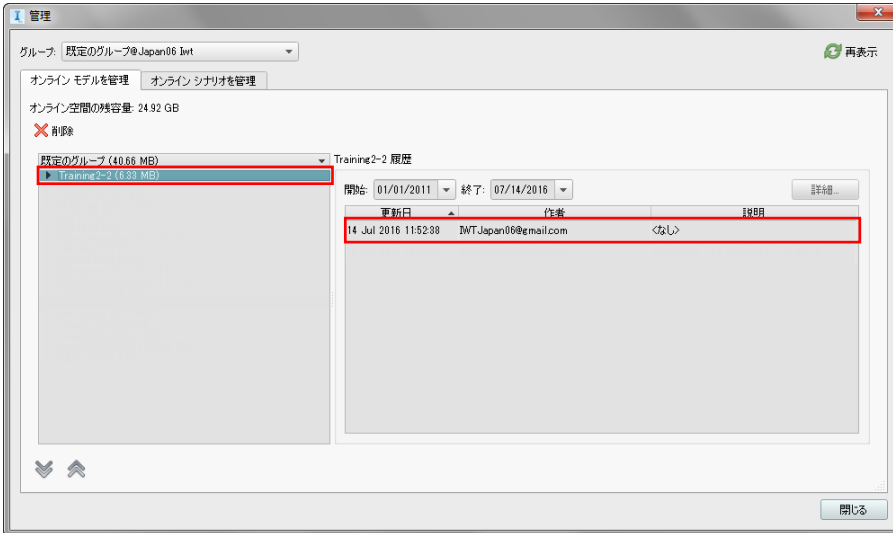 管理
グループ: 既定のグループ@Japan06 Iwt
再表示
オンライン モデルを管理 オンライン シナリオを管理
オンライン空間の残容量: 24.92 GB
削除
既定のグループ (40.66 MB)
Training2-2 (6.33 MB)
Training2-2 履歴
開始: 01/01/2011 終了: 07/14/2016 詳細...
更新日 作者 説明
14 Jul 2016 11:52:38 IWTJapan06@gmail.com <なし>
閉じる